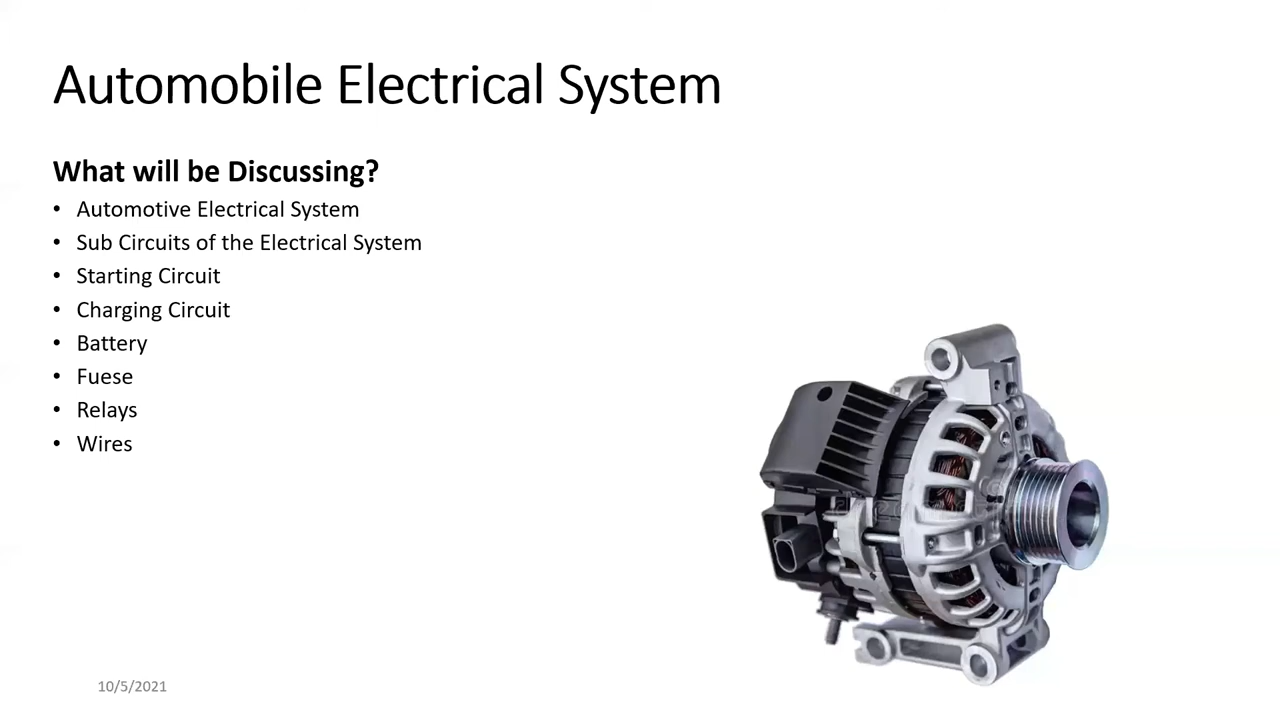 Automobile Electrical System
What will be Discussing?
• Automotive Electrical System
• Sub Circuits of the Electrical System
• Starting Circuit
• Charging Circuit
• Battery
• Fuese
• Relays
• Wires
10/5/2021